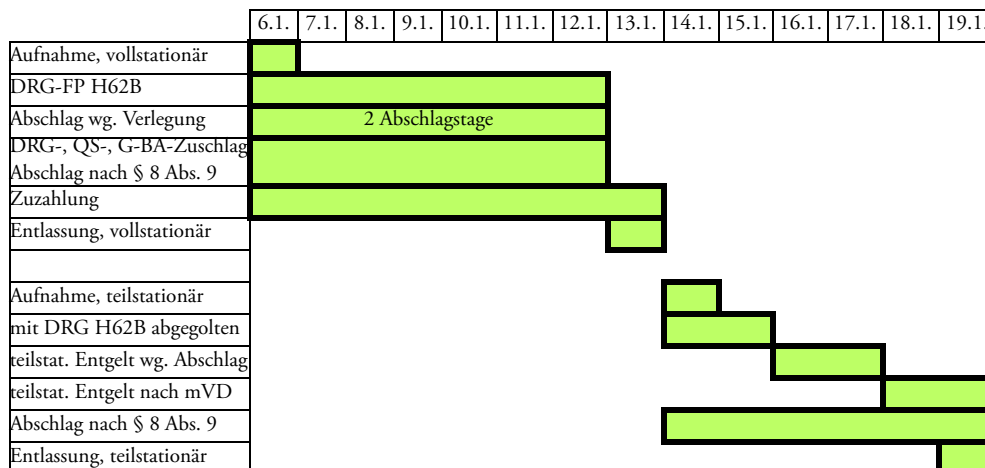 6.1. 7.1. 8.1. 9.1. 10.1. 11.1. 12.1. 13.1. 14.1. 15.1. 16.1. 17.1. 18.1. 19.1.
Aufnahme, vollstationär
DRG-FP H62B
Abschlag wg. Verlegung 2 Abschlagstage
DRG-, QS-, G-BA-Zuschlag
Abschlag nach § 8 Abs. 9
Zuzahlung
Entlassung, vollstationär
Aufnahme, teilstationär
mit DRG H62B abgegolten
teilstat. Entgelt wg. Abschlag
teilstat. Entgelt nach mVD
Abschlag nach § 8 Abs. 9
Entlassung, teilstationär